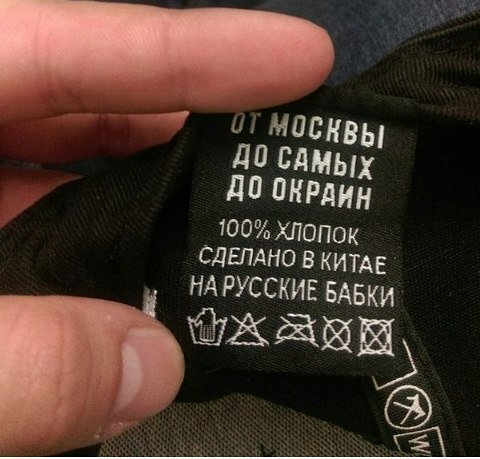 ОТ МОСКВЫ
ДО САМЫХ
ДО ОКРАИН
100% ХЛОПОК
СДЕЛАНО В КИТАЕ
НА РУССКИЕ БАБКИ